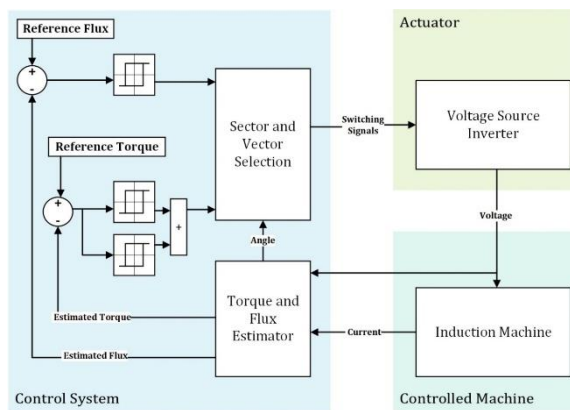 Reference Flux
+
-
Reference Torque
+
-
+
Sector and
Vector
Selection
Switching
Signals
Actuator
Voltage Source
Inverter
Voltage
Angle
Torque and
Flux
Estimator
Estimated Torque
Estimated Flux
Current
Induction Machine
Control System
Controlled Machine